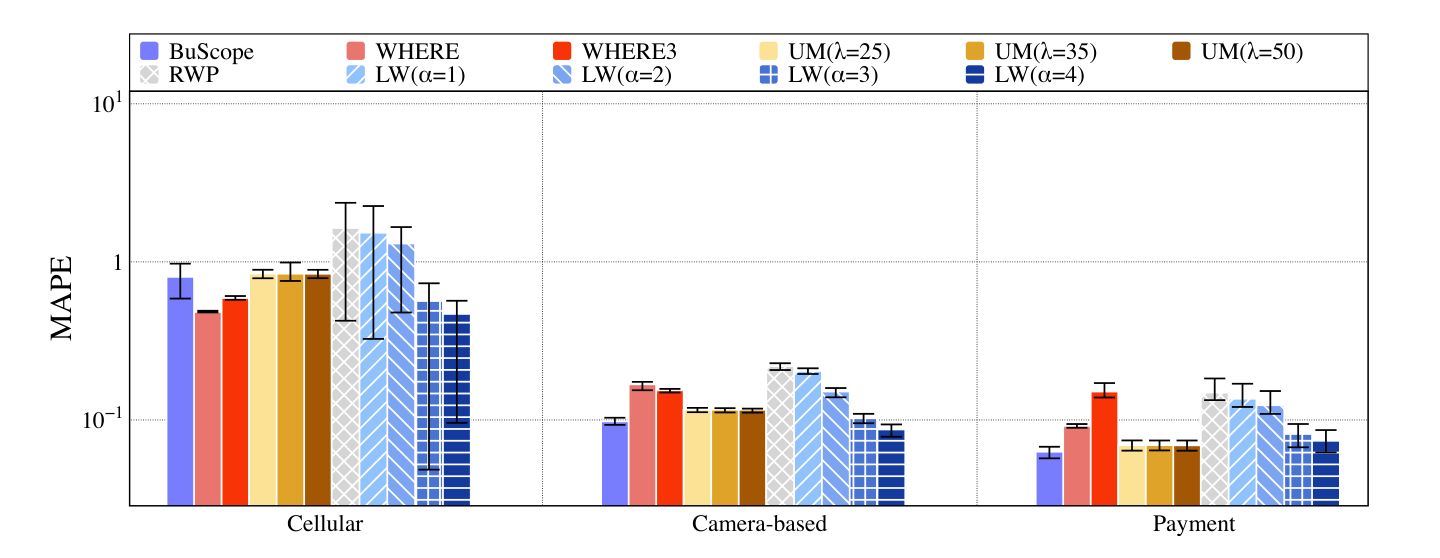 BuScope WHERE WHERE3 UM(λ=25) UM(λ=35) UM(λ=50)
RWP LW(α=1) LW(α=2) LW(α=3) LW(α=4)
10¹
1
10⁻¹
MAPE
Cellular Camera-based Payment